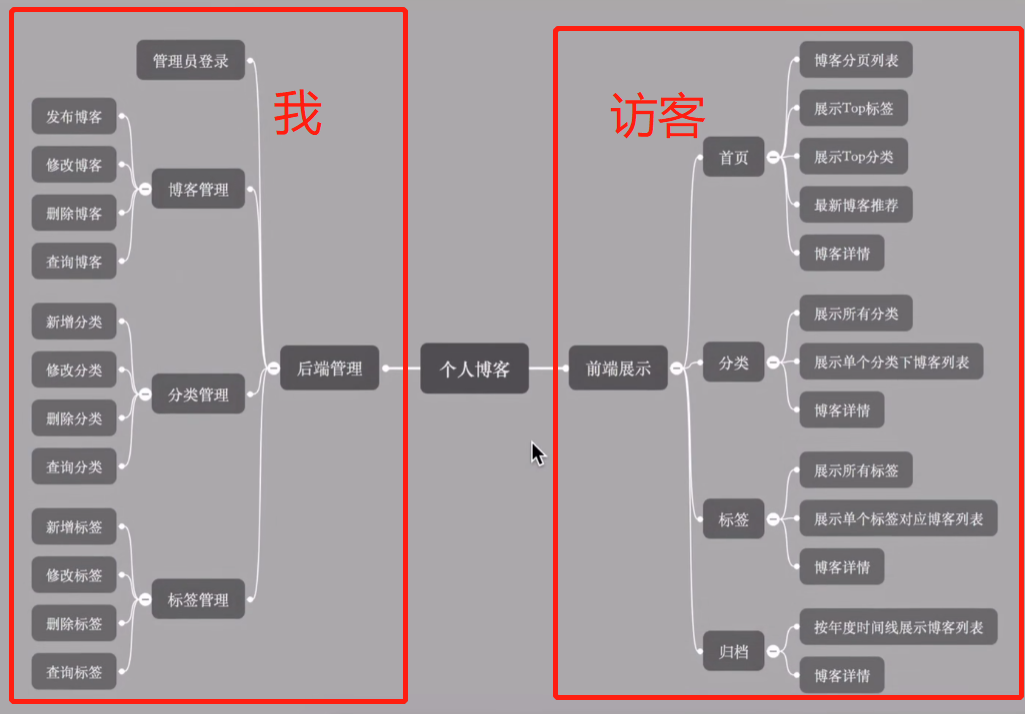 管理员登录
我
发布博客
修改博客
博客管理
删除博客
查询博客
新增分类
修改分类
分类管理
删除分类
查询分类
新增标签
修改标签
标签管理
删除标签
查询标签
后端管理
个人博客
前端展示
访客
首页
博客分页列表
展示Top标签
展示Top分类
最新博客推荐
博客详情
分类
展示所有分类
展示单个分类下博客列表
博客详情
标签
展示所有标签
展示单个标签对应博客列表
博客详情
归档
按年度时间线展示博客列表
博客详情